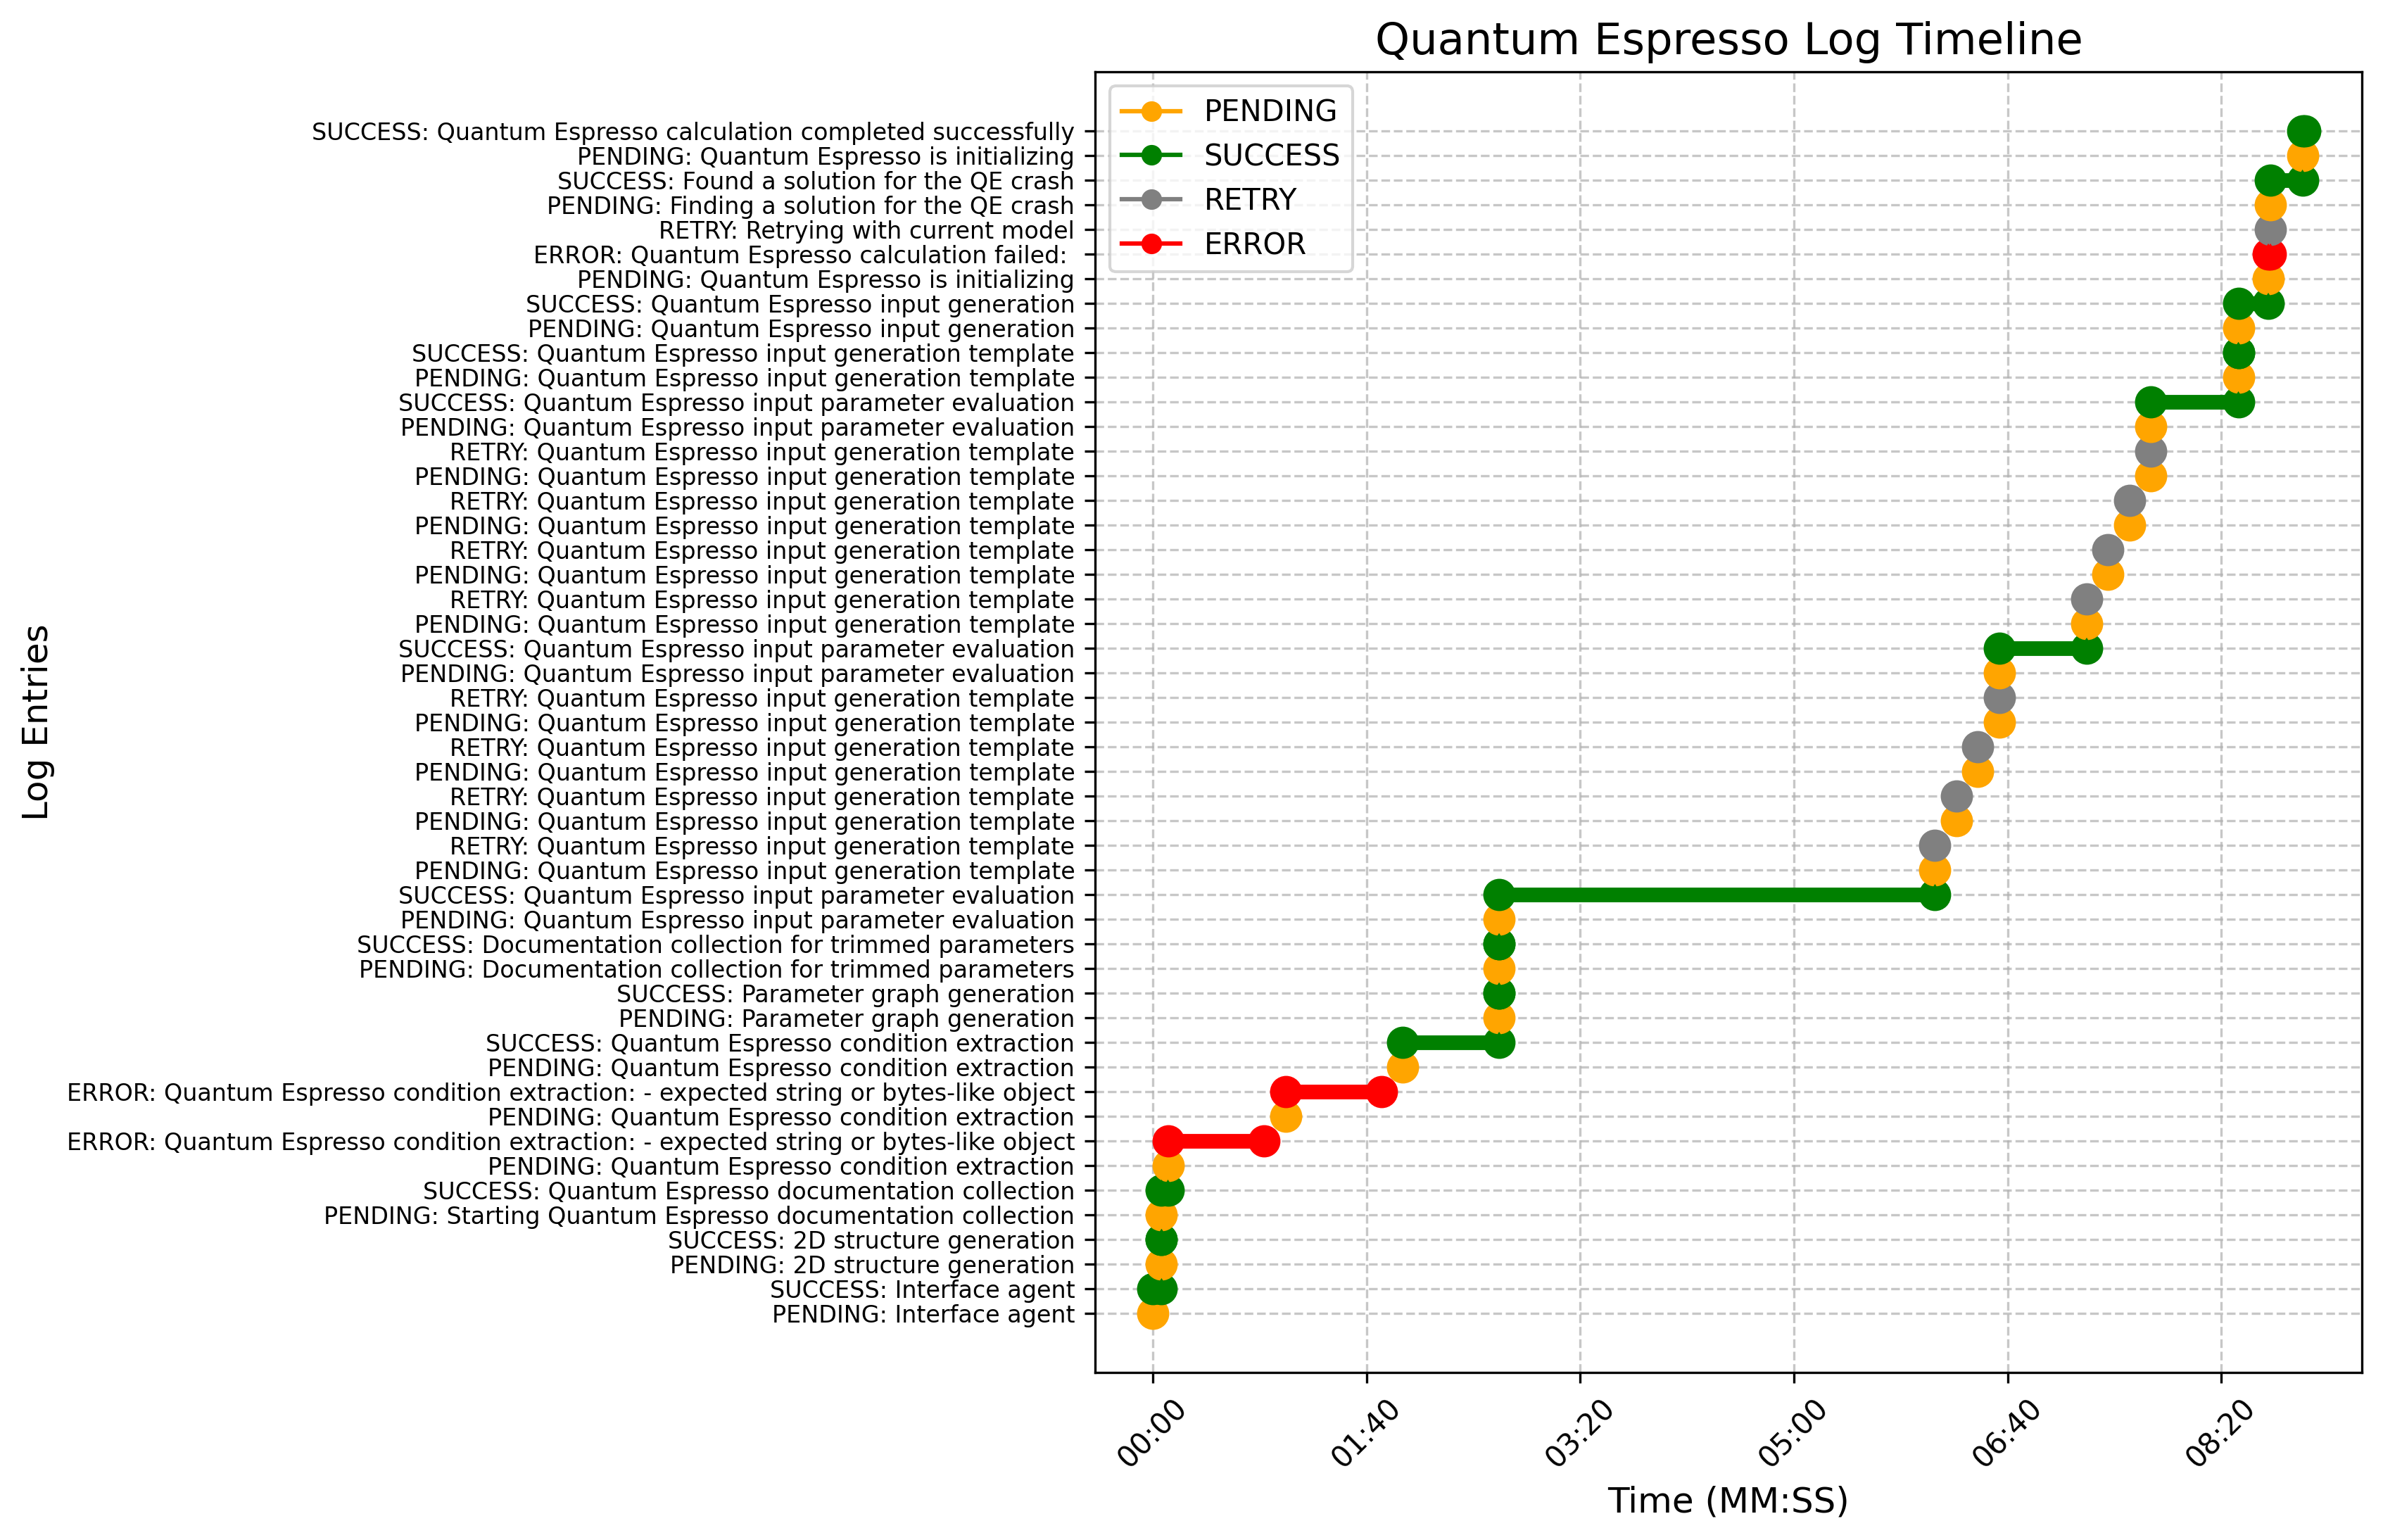 Quantum Espresso Log Timeline
PENDING
SUCCESS
RETRY
ERROR
Log Entries
SUCCESS: Quantum Espresso calculation completed successfully
PENDING: Quantum Espresso is initializing
SUCCESS: Found a solution for the QE crash
PENDING: Finding a solution for the QE crash
RETRY: Retrying with current model
ERROR: Quantum Espresso calculation failed:
PENDING: Quantum Espresso is initializing
SUCCESS: Quantum Espresso input generation
PENDING: Quantum Espresso input generation
SUCCESS: Quantum Espresso input generation template
PENDING: Quantum Espresso input generation template
SUCCESS: Quantum Espresso input parameter evaluation
PENDING: Quantum Espresso input parameter evaluation
RETRY: Quantum Espresso input generation template
PENDING: Quantum Espresso input generation template
RETRY: Quantum Espresso input generation template
PENDING: Quantum Espresso input generation template
RETRY: Quantum Espresso input generation template
PENDING: Quantum Espresso input generation template
RETRY: Quantum Espresso input generation template
PENDING: Quantum Espresso input generation template
SUCCESS: Quantum Espresso input parameter evaluation
PENDING: Quantum Espresso input parameter evaluation
RETRY: Quantum Espresso input generation template
PENDING: Quantum Espresso input generation template
RETRY: Quantum Espresso input generation template
PENDING: Quantum Espresso input generation template
RETRY: Quantum Espresso input generation template
PENDING: Quantum Espresso input generation template
RETRY: Quantum Espresso input generation template
PENDING: Quantum Espresso input generation template
SUCCESS: Quantum Espresso input parameter evaluation
PENDING: Quantum Espresso input parameter evaluation
SUCCESS: Documentation collection for trimmed parameters
PENDING: Documentation collection for trimmed parameters
SUCCESS: Parameter graph generation
PENDING: Parameter graph generation
SUCCESS: Quantum Espresso condition extraction
PENDING: Quantum Espresso condition extraction
ERROR: Quantum Espresso condition extraction: - expected string or bytes-like object
PENDING: Quantum Espresso condition extraction
ERROR: Quantum Espresso condition extraction: - expected string or bytes-like object
PENDING: Quantum Espresso condition extraction
SUCCESS: Quantum Espresso documentation collection
PENDING: Starting Quantum Espresso documentation collection
SUCCESS: 2D structure generation
PENDING: 2D structure generation
SUCCESS: Interface agent
PENDING: Interface agent
00:00
01:40
03:20
05:00
06:40
08:20
Time (MM:SS)